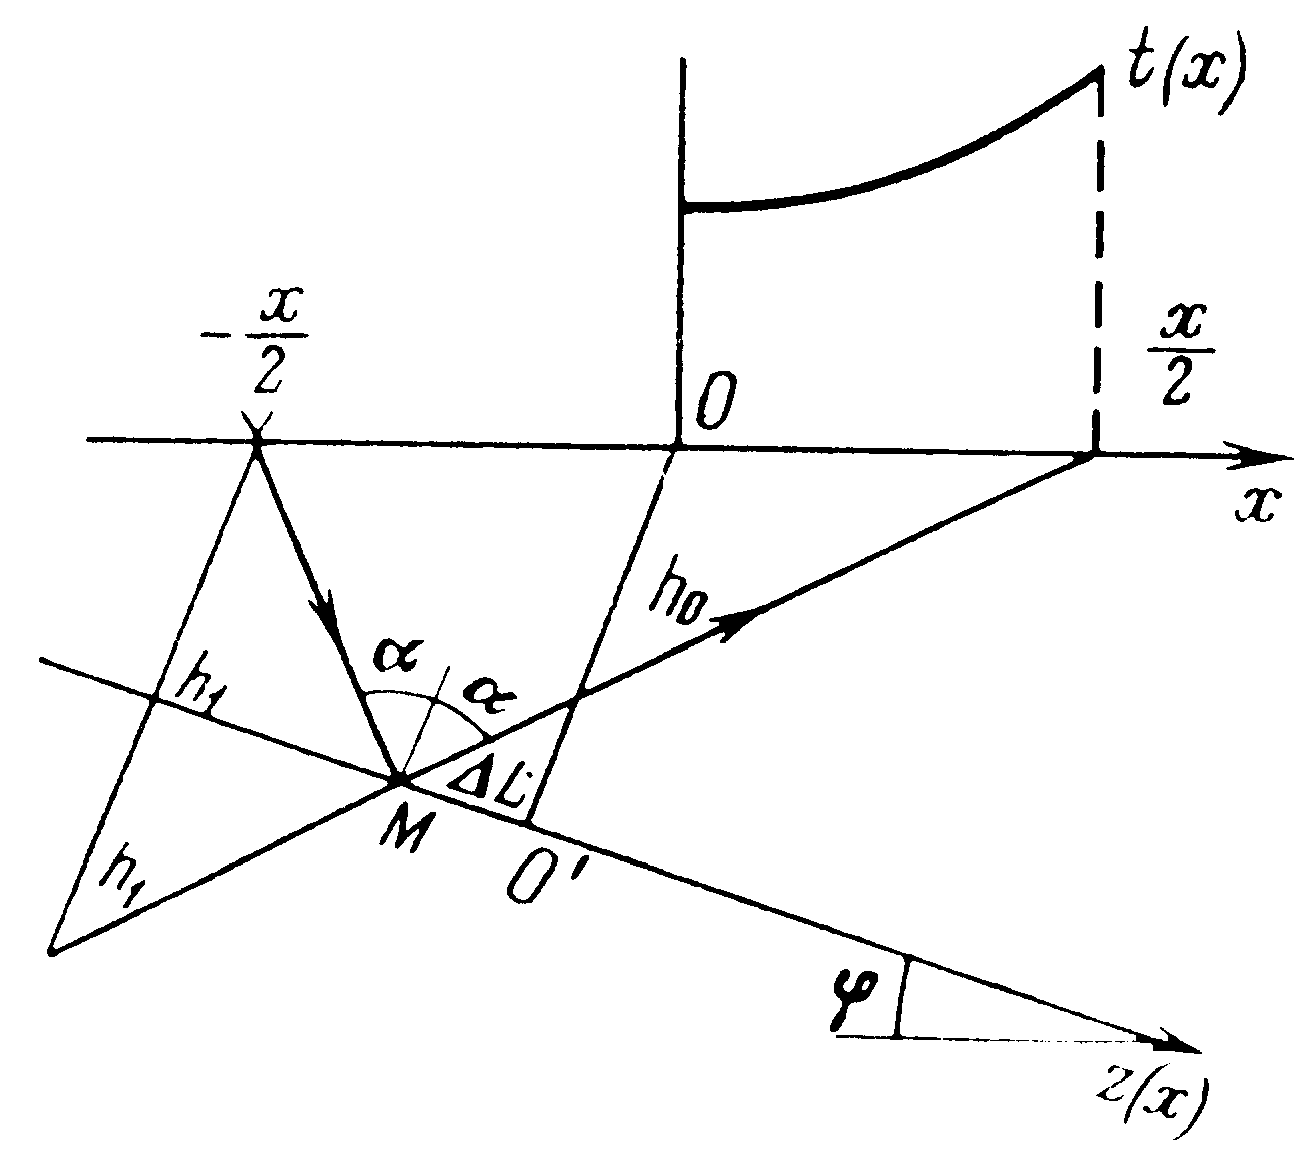 t(x)
-x/2
x/2
O
x
h₀
α
α
h₁
ΔL
M
h₁
O'
φ
z(x)